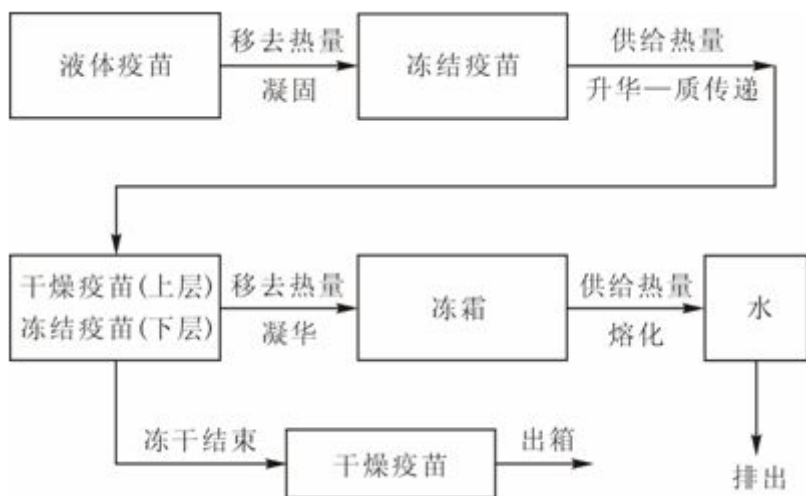 液体疫苗
移去热量
凝固
冻结疫苗
供给热量
升华—质传递
干燥疫苗(上层)
冻结疫苗(下层)
移去热量
凝华
冻霜
供给热量
熔化
水
冻干结束
干燥疫苗
出箱
排出